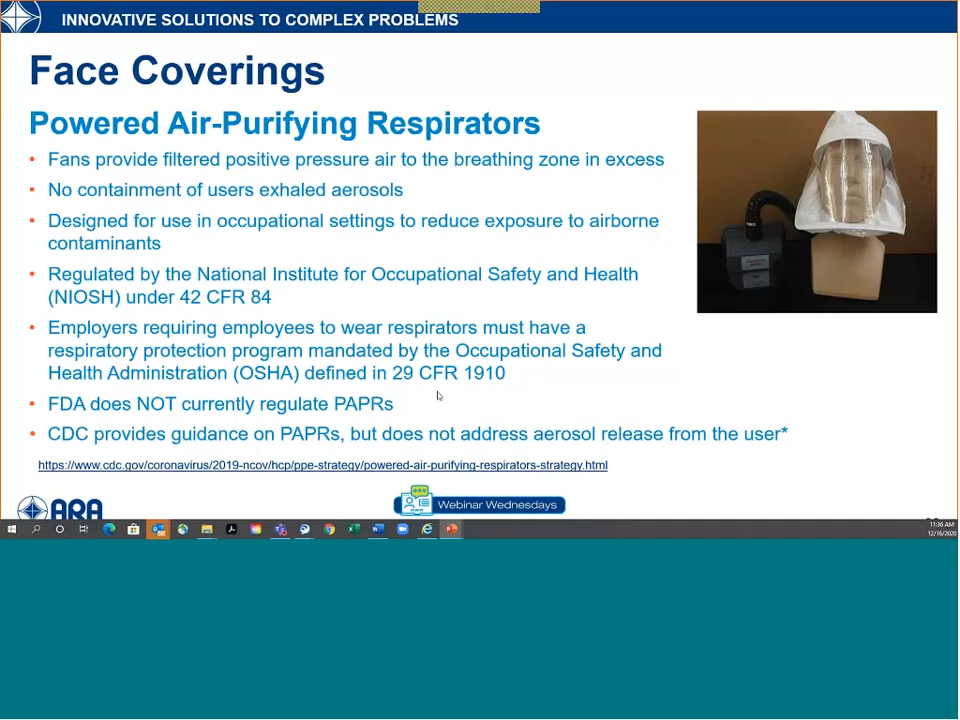 INNOVATIVE SOLUTIONS TO COMPLEX PROBLEMS
Face Coverings
Powered Air-Purifying Respirators
• Fans provide filtered positive pressure air to the breathing zone in excess
• No containment of users exhaled aerosols
• Designed for use in occupational settings to reduce exposure to airborne
contaminants
• Regulated by the National Institute for Occupational Safety and Health
(NIOSH) under 42 CFR 84
• Employers requiring employees to wear respirators must have a
respiratory protection program mandated by the Occupational Safety and
Health Administration (OSHA) defined in 29 CFR 1910
• FDA does NOT currently regulate PAPRs
• CDC provides guidance on PAPRs, but does not address aerosol release from the user*
https://www.cdc.gov/coronavirus/2019-ncov/hcp/ppe-strategy/powered-air-purifying-respirators-strategy.html
ARA
Webinar Wednesdays
11:36 AM
12/16/2020